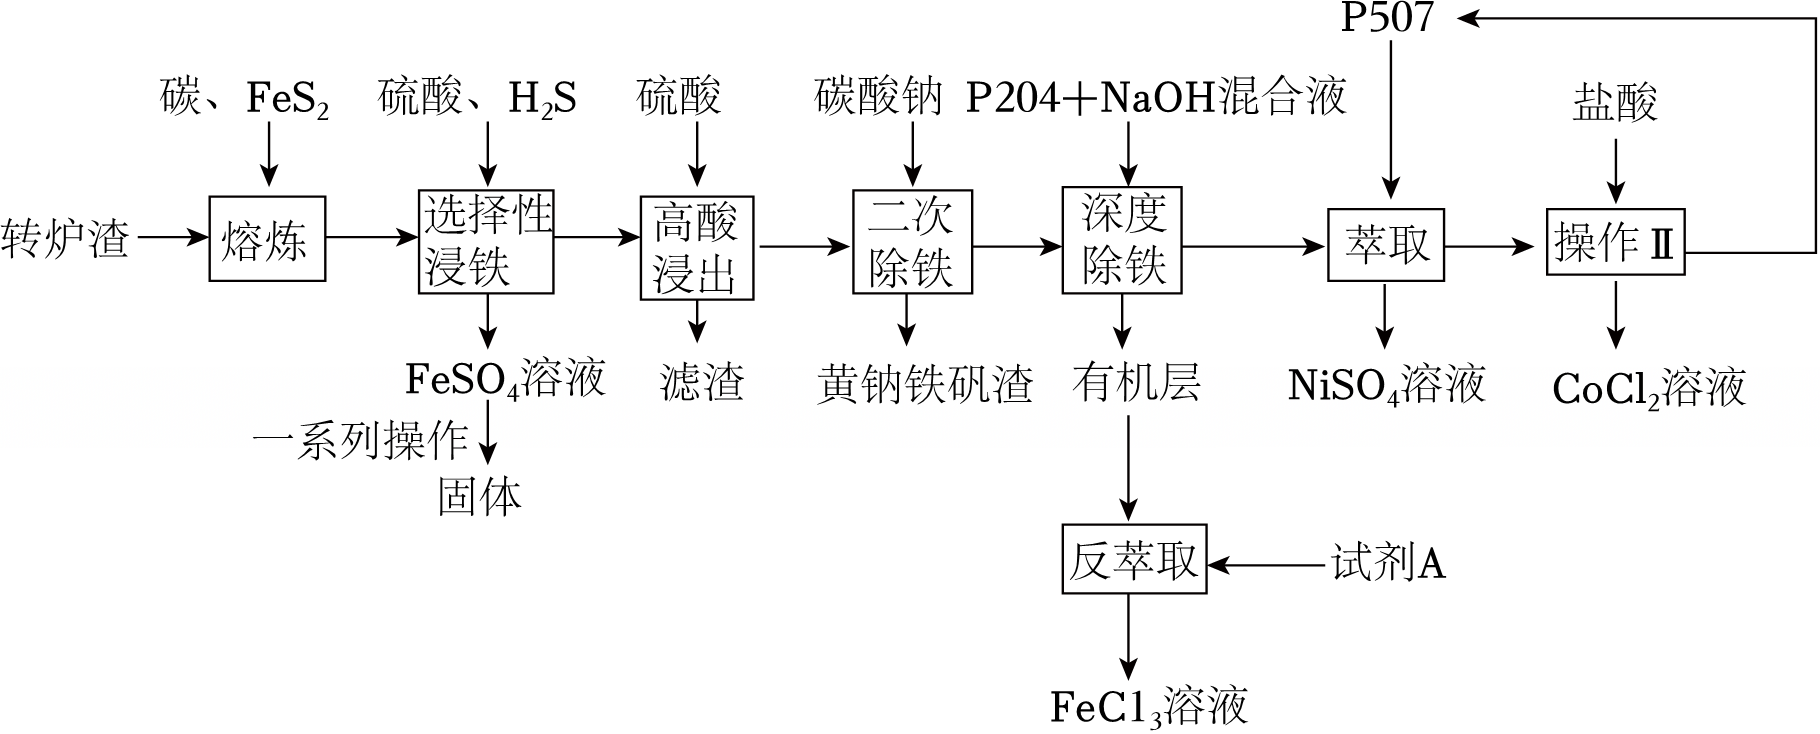 P507
碳、FeS₂
硫酸、H₂S
硫酸
碳酸钠
P204+NaOH混合液
盐酸
转炉渣
熔炼
选择性
浸铁
高酸
浸出
二次
除铁
深度
除铁
萃取
操作Ⅱ
FeSO₄溶液
滤渣
黄钠铁矾渣
有机层
NiSO₄溶液
CoCl₂溶液
一系列操作
固体
反萃取
试剂A
FeCl₃溶液